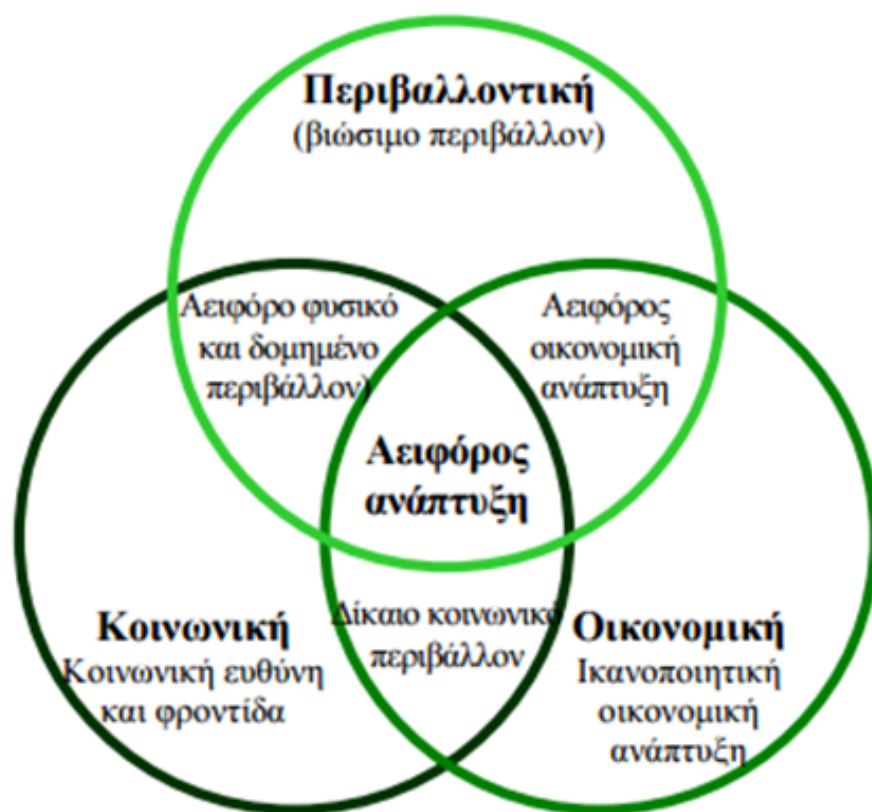 Περιβαλλοντική
(βιώσιμο περιβάλλον)
Αειφόρο φυσικό
και δομημένο
περιβάλλον)
Αειφόρος
οικονομική
ανάπτυξη
Αειφόρος
ανάπτυξη
Κοινωνική
Κοινωνική ευθύνη
και φροντίδα
Δίκαιο κοινωνικό
περιβάλλον
Οικονομική
Ικανοποιητική
οικονομική
ανάπτυξη